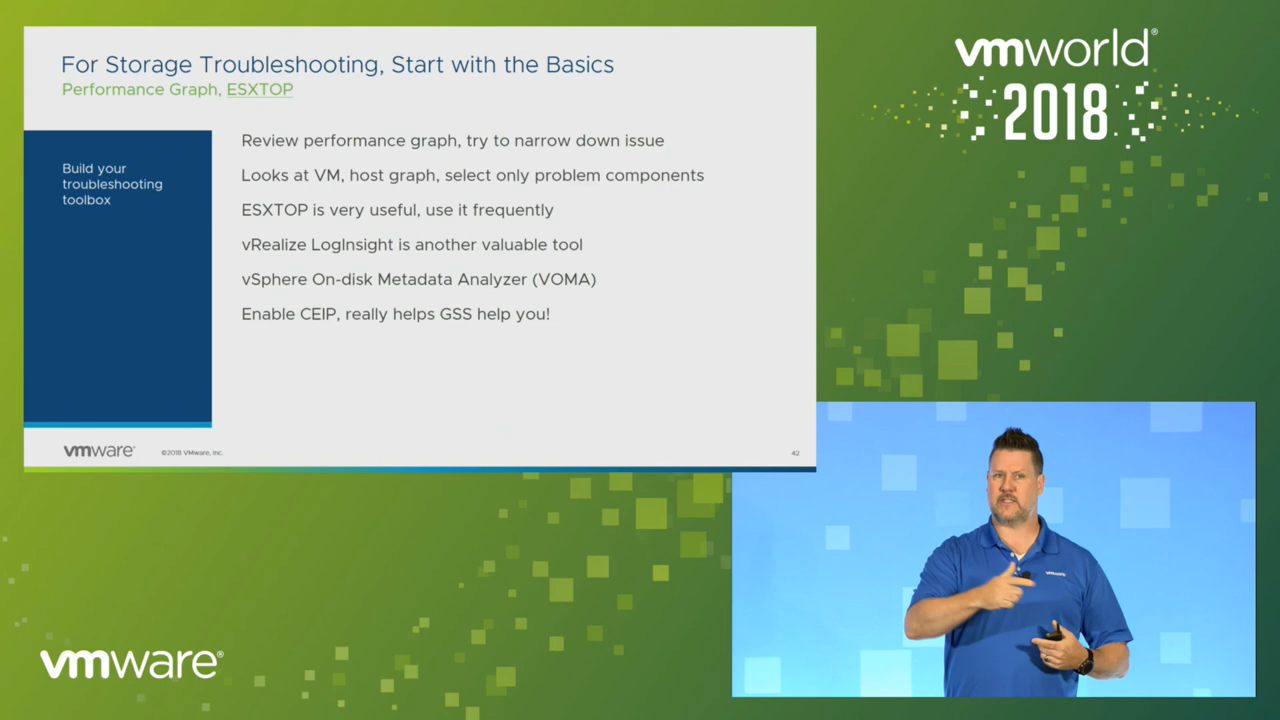 For Storage Troubleshooting, Start with the Basics
Performance Graph, ESXTOP
Build your
troubleshooting
toolbox
Review performance graph, try to narrow down issue
Looks at VM, host graph, select only problem components
ESXTOP is very useful, use it frequently
vRealize LogInsight is another valuable tool
vSphere On-disk Metadata Analyzer (VOMA)
Enable CEIP, really helps GSS help you!
vmware®
©2018 VMware, Inc.
42
vmworld®
2018
vmware
vmware®